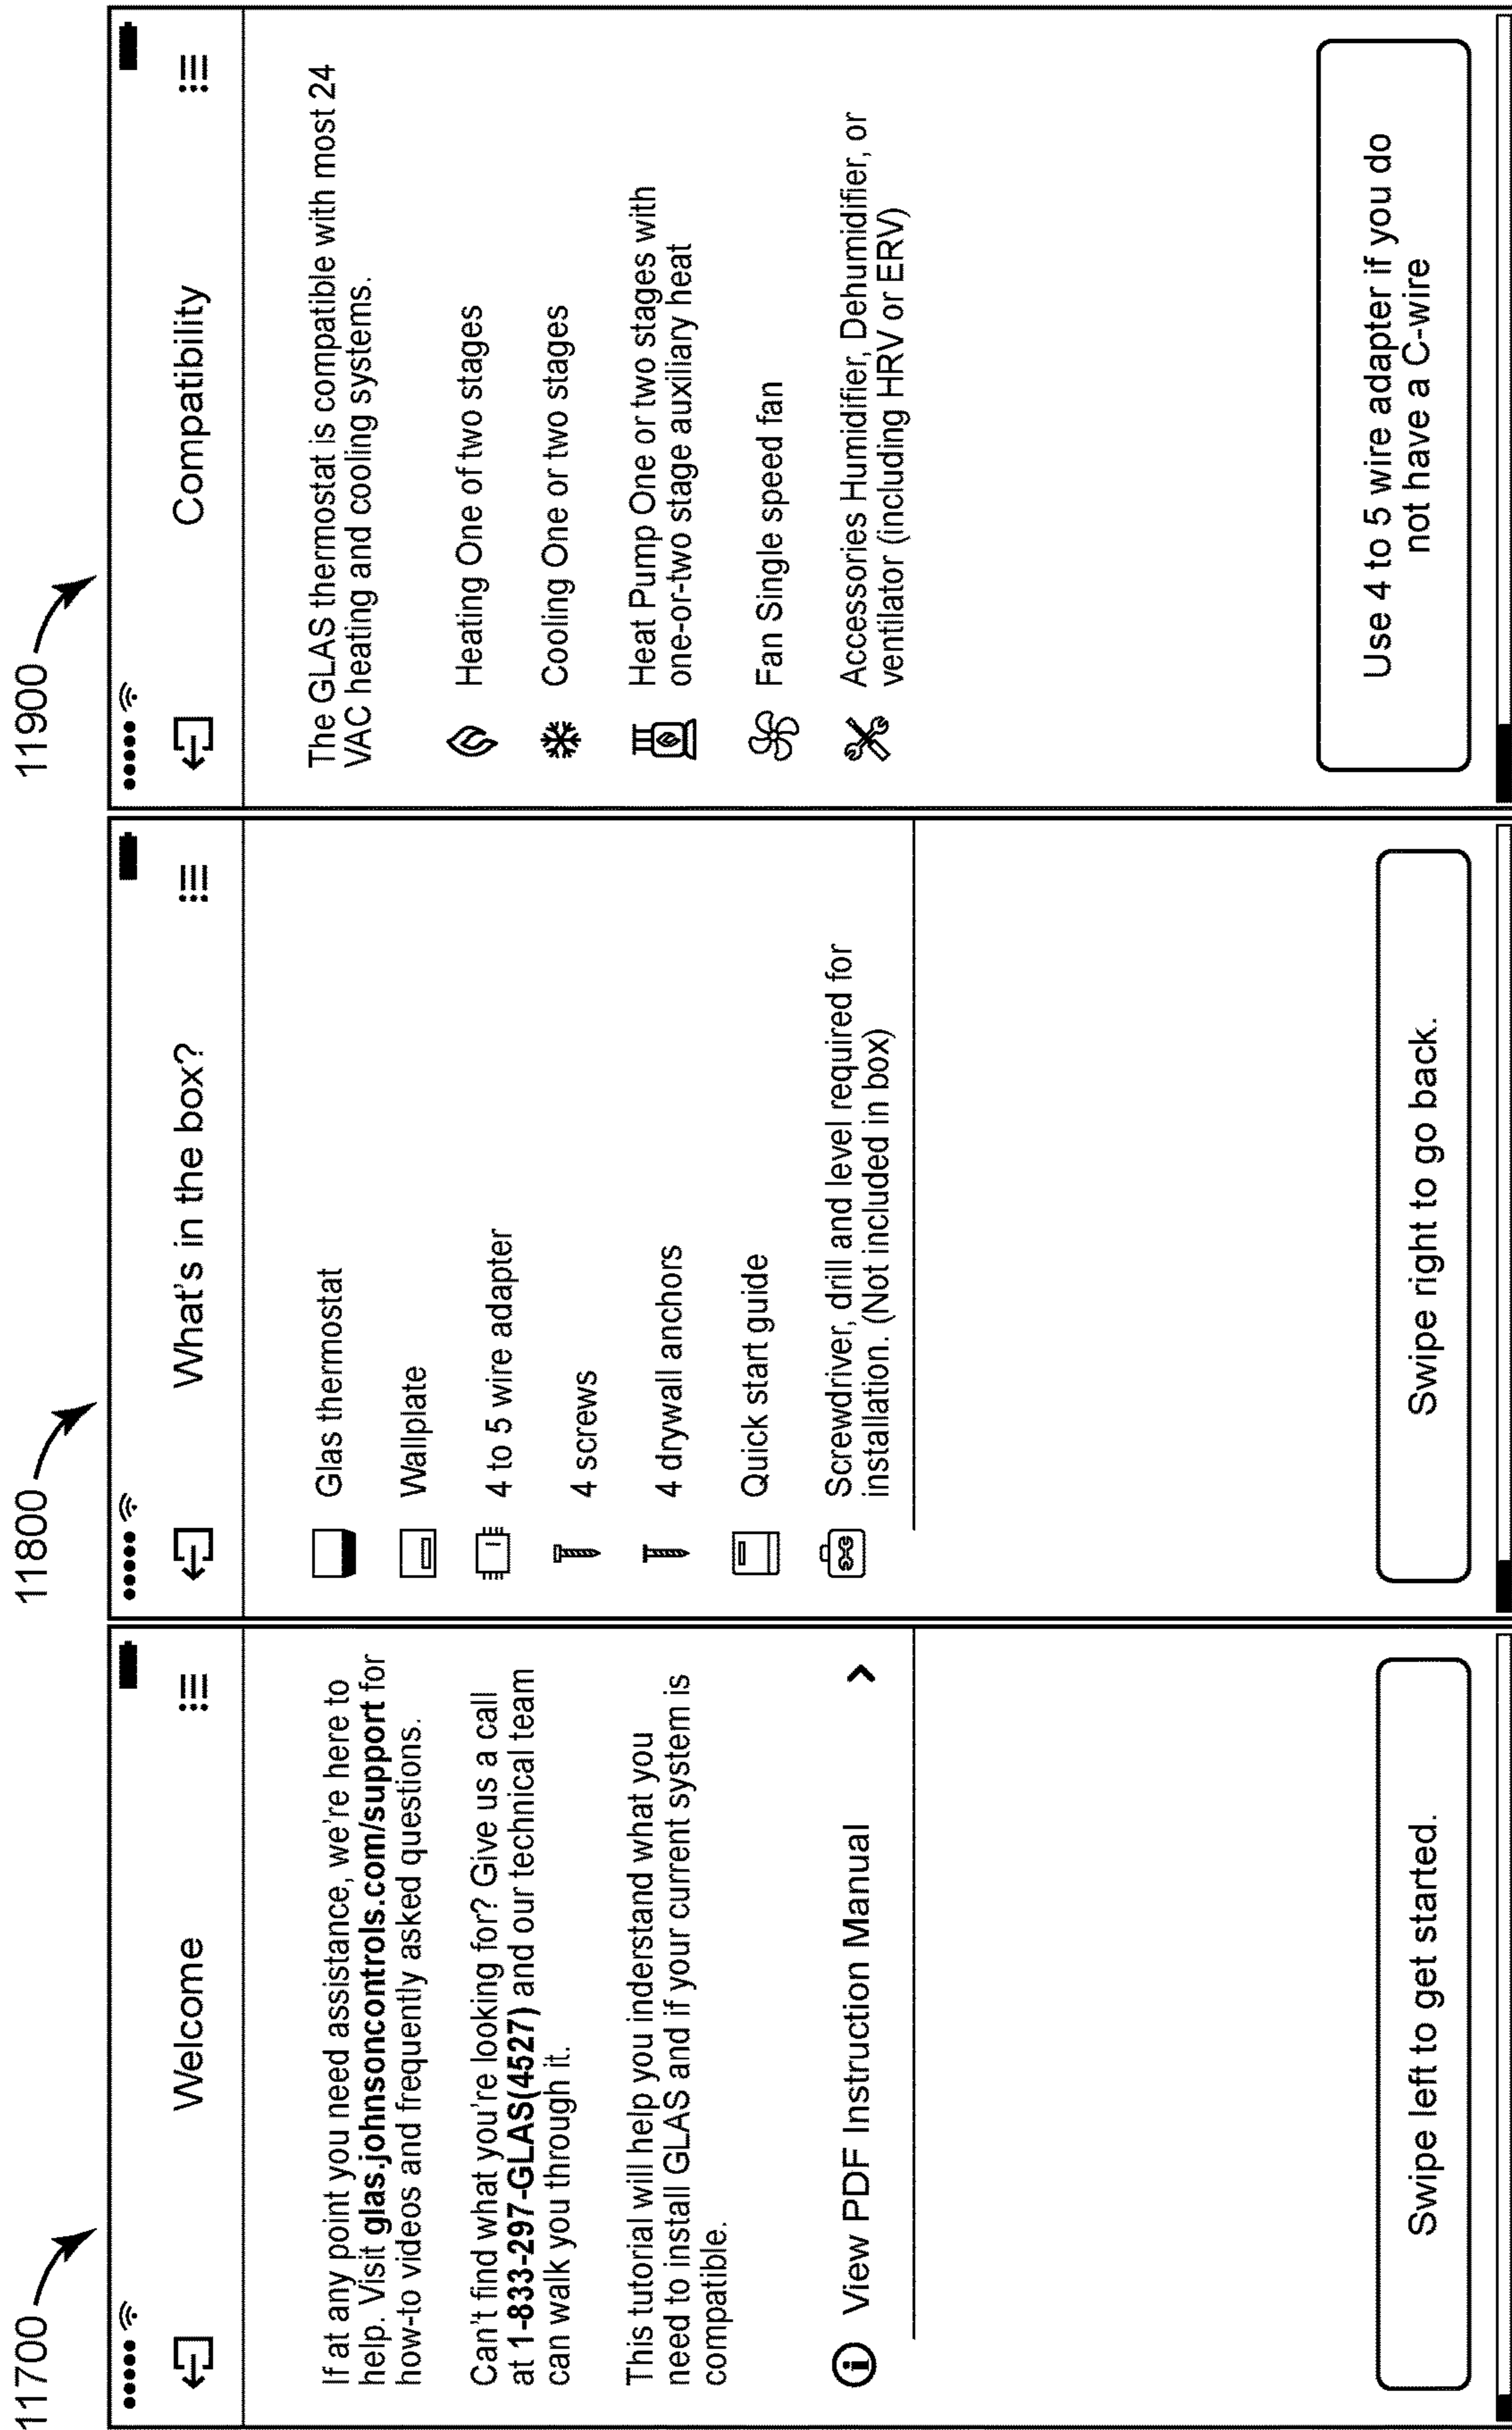 11700
Welcome
If at any point you need assistance, we're here to
help. Visit glas.johnsoncontrols.com/support for
how-to videos and frequently asked questions.
Can't find what you're looking for? Give us a call
at 1-833-297-GLAS(4527) and our technical team
can walk you through it.
This tutorial will help you inderstand what you
need to install GLAS and if your current system is
compatible.
View PDF Instruction Manual
Swipe left to get started.
11800
What's in the box?
Glas thermostat
Wallplate
4 to 5 wire adapter
4 screws
4 drywall anchors
Quick start guide
Screwdriver, drill and level required for
installation. (Not included in box)
Swipe right to go back.
11900
Compatibility
The GLAS thermostat is compatible with most 24
VAC heating and cooling systems.
Heating One of two stages
Cooling One or two stages
Heat Pump One or two stages with
one-or-two stage auxiliary heat
Fan Single speed fan
Accessories Humidifier, Dehumidifier, or
ventilator (including HRV or ERV)
Use 4 to 5 wire adapter if you do
not have a C-wire